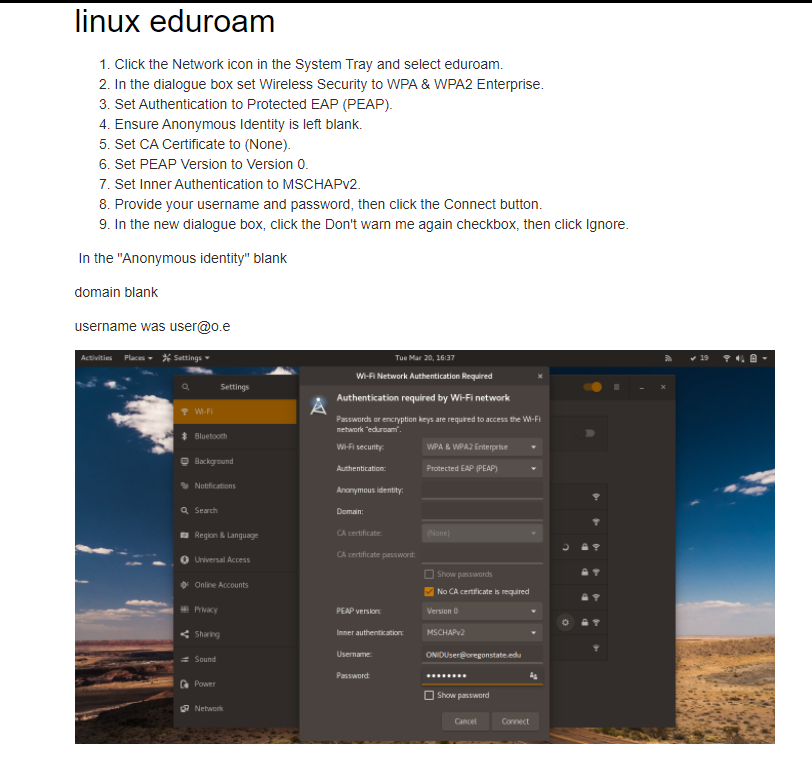 linux eduroam
1. Click the Network icon in the System Tray and select eduroam.
2. In the dialogue box set Wireless Security to WPA & WPA2 Enterprise.
3. Set Authentication to Protected EAP (PEAP).
4. Ensure Anonymous Identity is left blank.
5. Set CA Certificate to (None).
6. Set PEAP Version to Version 0.
7. Set Inner Authentication to MSCHAPv2.
8. Provide your username and password, then click the Connect button.
9. In the new dialogue box, click the Don't warn me again checkbox, then click Ignore.
In the "Anonymous identity" blank
domain blank
username was user@o.e
Activities Places Settings Tue Mar 20, 16:37 19
Settings
Wi-Fi
Bluetooth
Background
Notifications
Search
Region & Language
Universal Access
Online Accounts
Privacy
Sharing
Sound
Power
Network
Wi-Fi Network Authentication Required
Authentication required by Wi-Fi network
Passwords or encryption keys are required to access the Wi-Fi
network "eduroam".
Wi-Fi security: WPA & WPA2 Enterprise
Authentication: Protected EAP (PEAP)
Anonymous identity:
Domain:
CA certificate: (None)
CA certificate password:
Show passwords
No CA certificate is required
PEAP version: Version 0
Inner authentication: MSCHAPv2
Username: ONIDUser@oregonstate.edu
Password: ••••••••
Show password
Cancel Connect